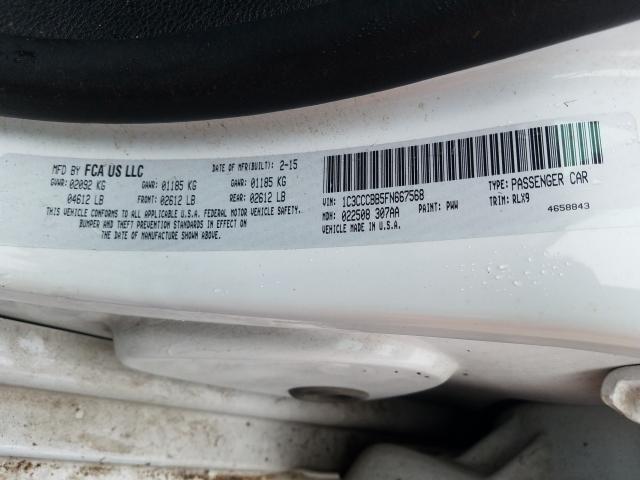 MFD BY FCA US LLC DATE OF MFR(BUILT): 2-15
GVWR: 02092 KG GAWR: 01185 KG GAWR: 01185 KG
04612 LB FRONT: 02612 LB REAR: 02612 LB
THIS VEHICLE CONFORMS TO ALL APPLICABLE U.S.A. FEDERAL MOTOR VEHICLE SAFETY,
BUMPER AND THEFT PREVENTION STANDARDS IN EFFECT ON
THE DATE OF MANUFACTURE SHOWN ABOVE.
VIN: 1C3CCCBB5FN667568 TYPE: PASSENGER CAR
MDH: 022508 307AA PAINT: PWW TRIM: RLX9
VEHICLE MADE IN U.S.A. 4658843